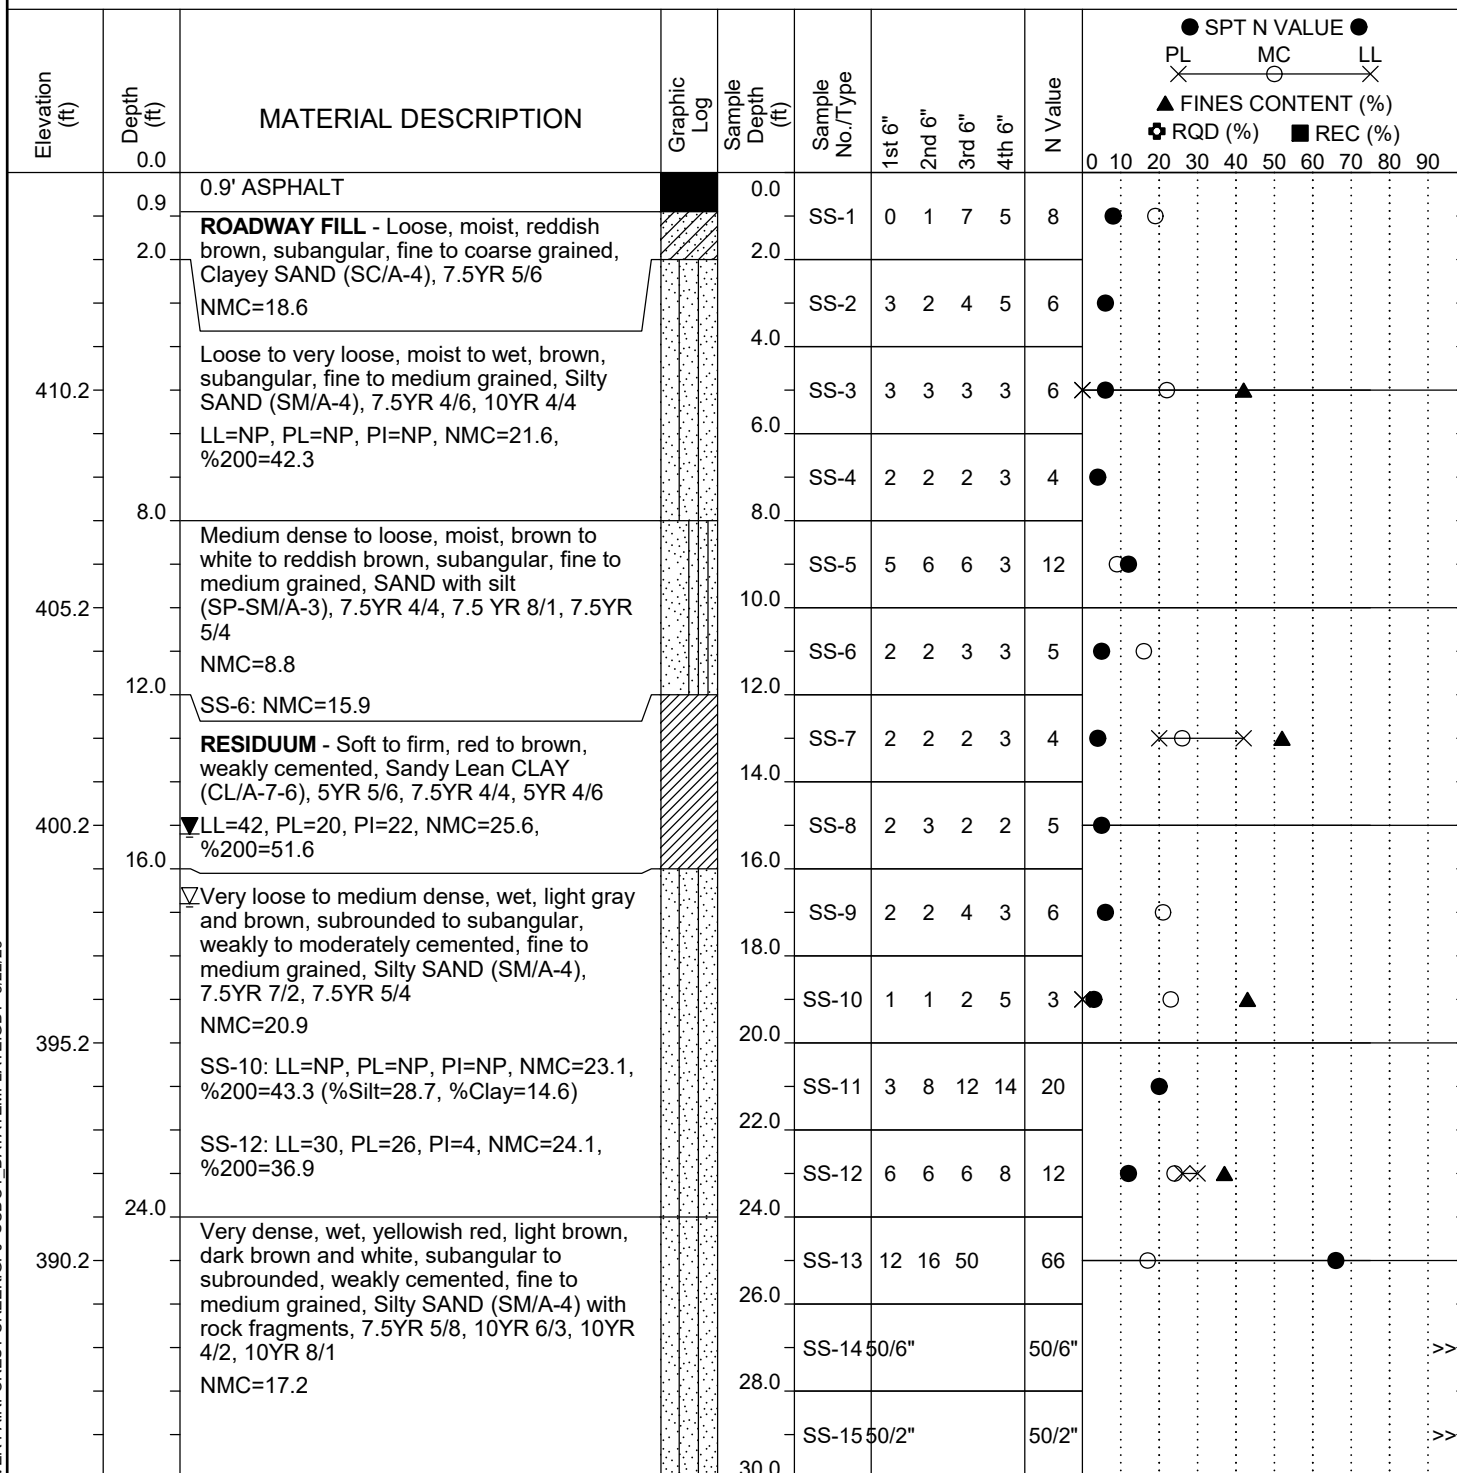 ● SPT N VALUE ●
PL MC LL
▲ FINES CONTENT (%)
RQD (%) ■ REC (%)
Elevation (ft)
Depth (ft)
MATERIAL DESCRIPTION
Graphic Log
Sample Depth (ft)
Sample No./Type
1st 6"
2nd 6"
3rd 6"
4th 6"
N Value
0.0
0 10 20 30 40 50 60 70 80 90
0.9' ASPHALT
0.0
0.9
ROADWAY FILL - Loose, moist, reddish
brown, subangular, fine to coarse grained,
Clayey SAND (SC/A-4), 7.5YR 5/6
NMC=18.6
SS-1 0 1 7 5 8
2.0 2.0
SS-2 3 2 4 5 6
4.0
Loose to very loose, moist to wet, brown,
subangular, fine to medium grained, Silty
SAND (SM/A-4), 7.5YR 4/6, 10YR 4/4
LL=NP, PL=NP, PI=NP, NMC=21.6,
%200=42.3
410.2
SS-3 3 3 3 3 6
6.0
SS-4 2 2 2 3 4
8.0 8.0
Medium dense to loose, moist, brown to
white to reddish brown, subangular, fine to
medium grained, SAND with silt
(SP-SM/A-3), 7.5YR 4/4, 7.5 YR 8/1, 7.5YR
5/4
NMC=8.8
SS-6: NMC=15.9
SS-5 5 6 6 3 12
405.2
10.0
SS-6 2 2 3 3 5
12.0 12.0
RESIDUUM - Soft to firm, red to brown,
weakly cemented, Sandy Lean CLAY
(CL/A-7-6), 5YR 5/6, 7.5YR 4/4, 5YR 4/6
LL=42, PL=20, PI=22, NMC=25.6,
%200=51.6
SS-7 2 2 2 3 4
14.0
400.2
SS-8 2 3 2 2 5
16.0 16.0
Very loose to medium dense, wet, light gray
and brown, subrounded to subangular,
weakly to moderately cemented, fine to
medium grained, Silty SAND (SM/A-4),
7.5YR 7/2, 7.5YR 5/4
NMC=20.9
SS-10: LL=NP, PL=NP, PI=NP, NMC=23.1,
%200=43.3 (%Silt=28.7, %Clay=14.6)
SS-12: LL=30, PL=26, PI=4, NMC=24.1,
%200=36.9
SS-9 2 2 4 3 6
18.0
SS-10 1 1 2 5 3
395.2
20.0
SS-11 3 8 12 14 20
22.0
SS-12 6 6 6 8 12
24.0 24.0
Very dense, wet, yellowish red, light brown,
dark brown and white, subangular to
subrounded, weakly cemented, fine to
medium grained, Silty SAND (SM/A-4) with
rock fragments, 7.5YR 5/8, 10YR 6/3, 10YR
4/2, 10YR 8/1
NMC=17.2
390.2
SS-13 12 16 50 66
26.0
SS-14 50/6" 50/6" >>
28.0
SS-15 50/2" 50/2" >>
30.0